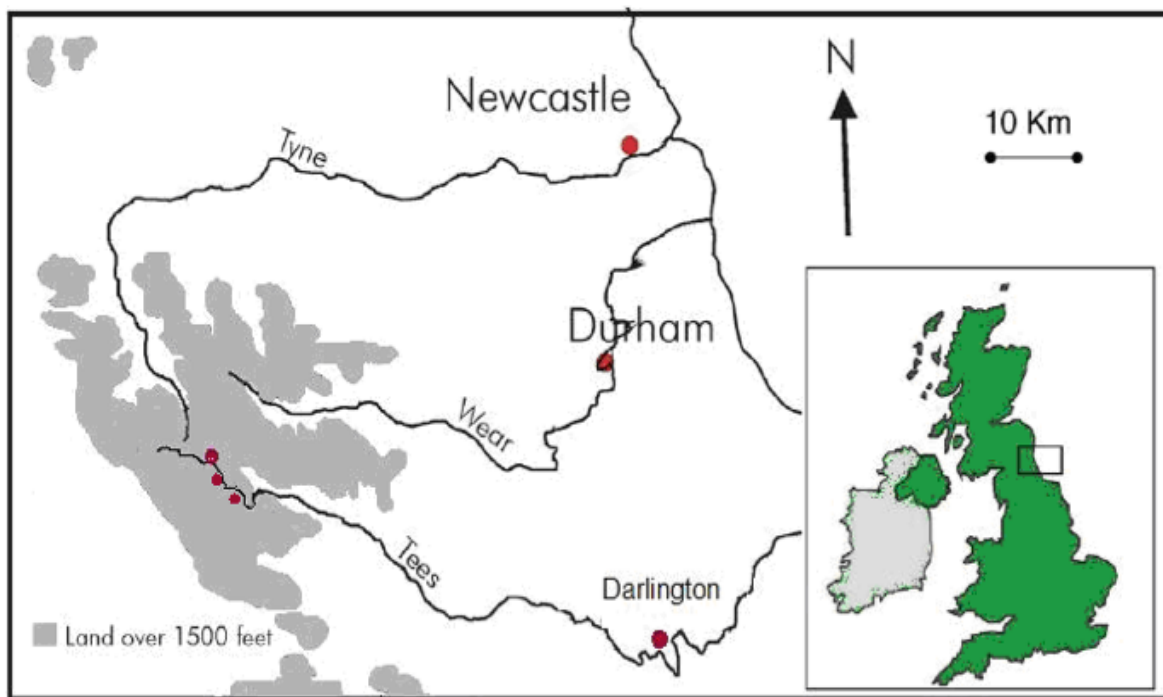 Newcastle
N
10 Km
Tyne
Durham
Wear
Tees
Darlington
Land over 1500 feet